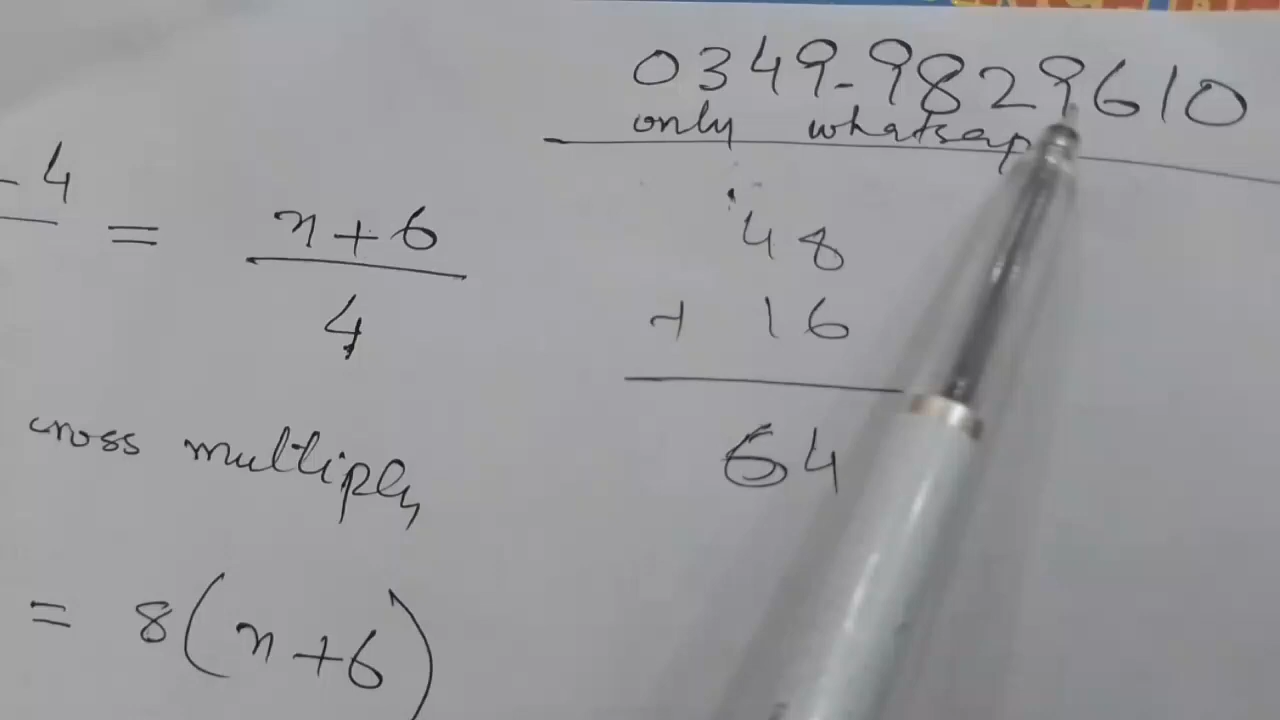 0349-9829610
only whatsap
- 4 = n+6
4
48
+ 16
64
cross multiply
= 8(n+6)